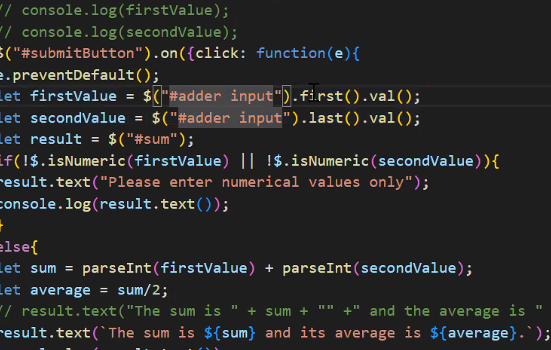 // console.log(firstValue);
// console.log(secondValue);
$("#submitButton").on({click: function(e){
e.preventDefault();
let firstValue = $("#adder input").first().val();
let secondValue = $("#adder input").last().val();
let result = $("#sum");
if(!$.isNumeric(firstValue) || !$.isNumeric(secondValue)){
result.text("Please enter numerical values only");
console.log(result.text());
}
else{
let sum = parseInt(firstValue) + parseInt(secondValue);
let average = sum/2;
// result.text("The sum is " + sum + "" +" and the average is "
result.text(`The sum is ${sum} and its average is ${average}.`);